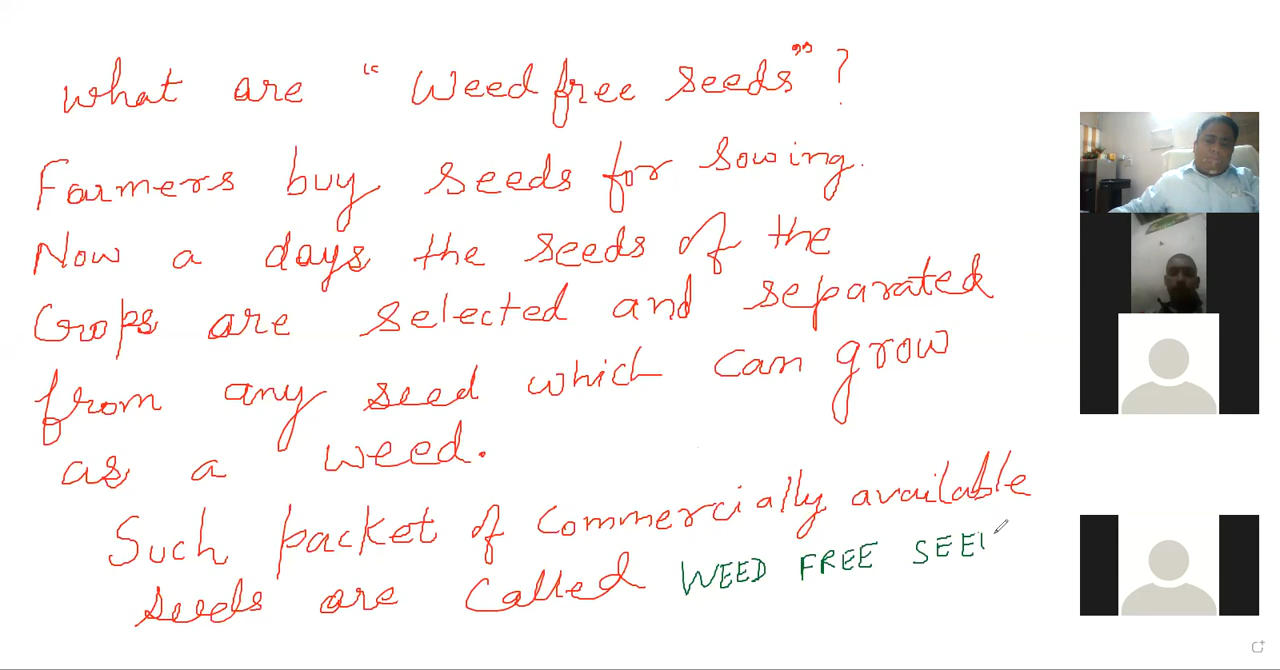 What are "Weed free seeds"?
Farmers buy seeds for sowing.
Now a days the seeds of the
Crops are selected and separated
from any seed which can grow
as a weed.
Such packet of commercially available
seeds are called WEED FREE SEE